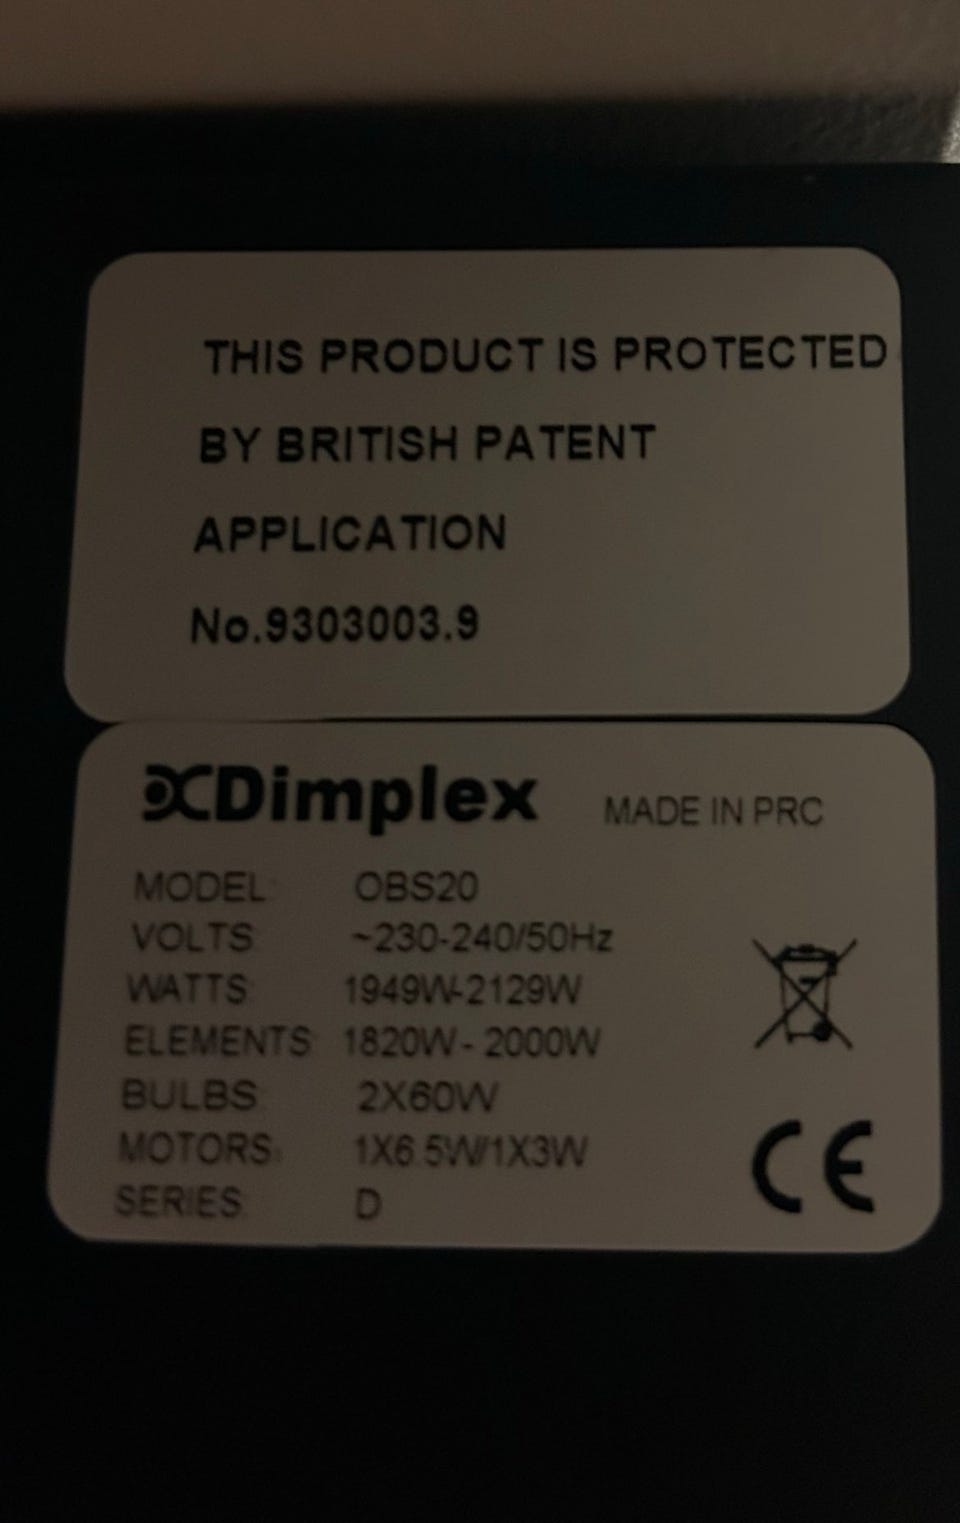 THIS PRODUCT IS PROTECTED
BY BRITISH PATENT
APPLICATION
No.9303003.9
Dimplex MADE IN PRC
MODEL: OBS20
VOLTS: ~230-240/50Hz
WATTS: 1949W-2129W
ELEMENTS: 1820W - 2000W
BULBS: 2X60W
MOTORS: 1X6.5W/1X3W
SERIES: D
CE